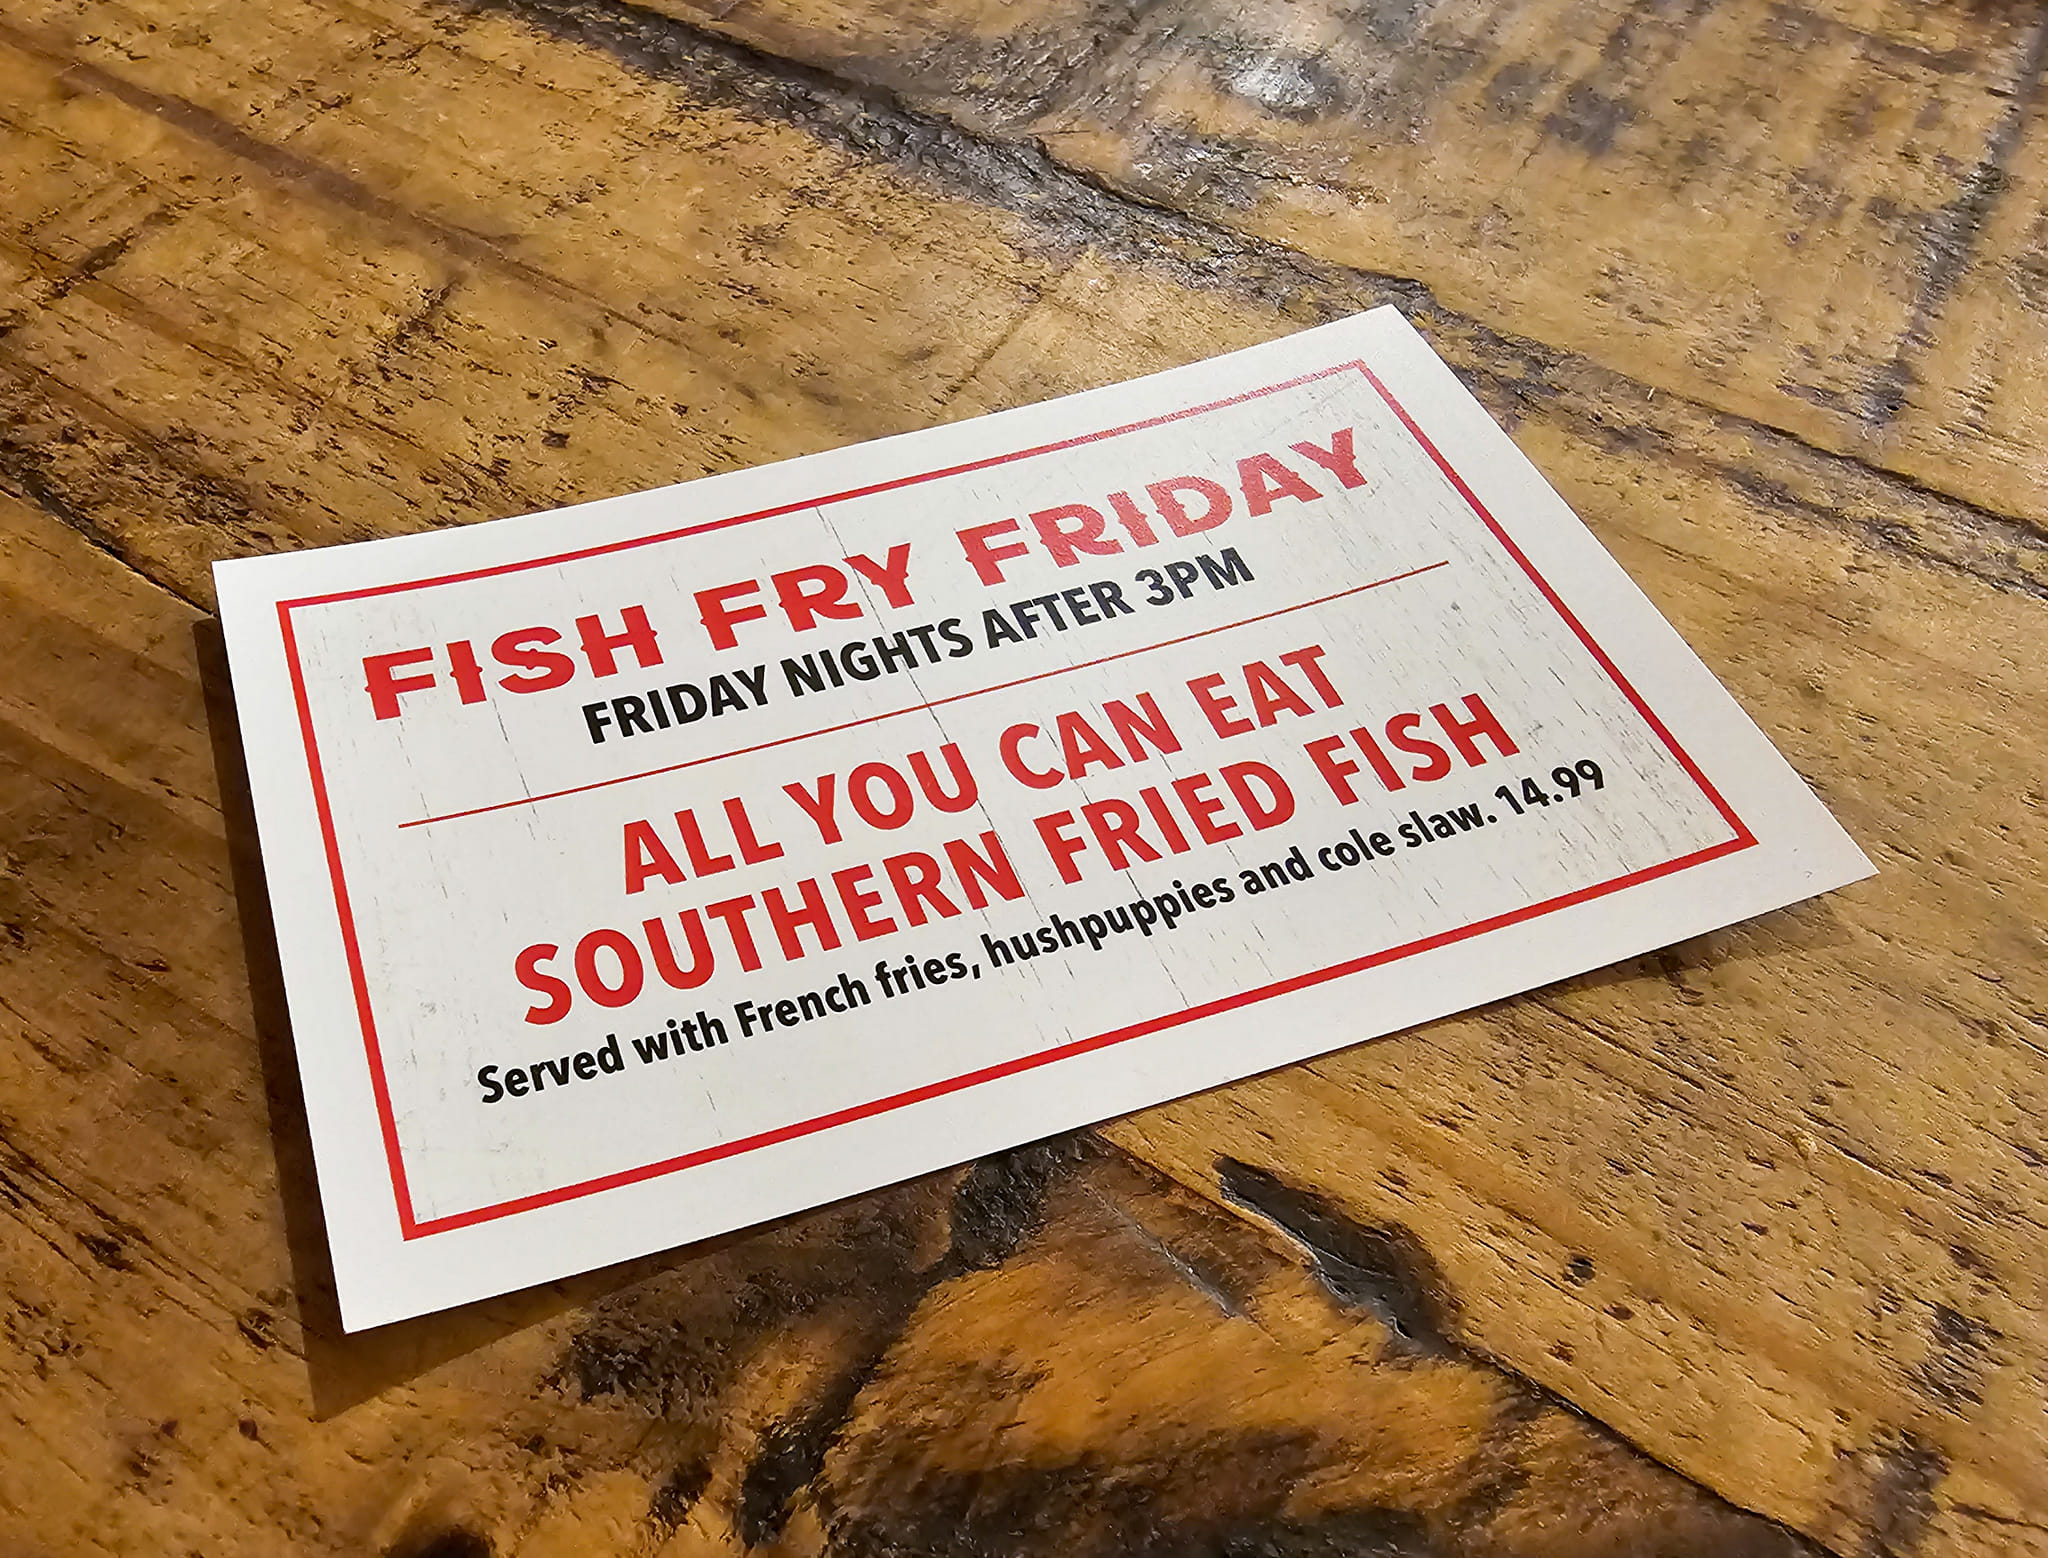 FISH FRY FRIDAY
FRIDAY NIGHTS AFTER 3PM
ALL YOU CAN EAT
SOUTHERN FRIED FISH
Served with French fries, hushpuppies and cole slaw. 14.99